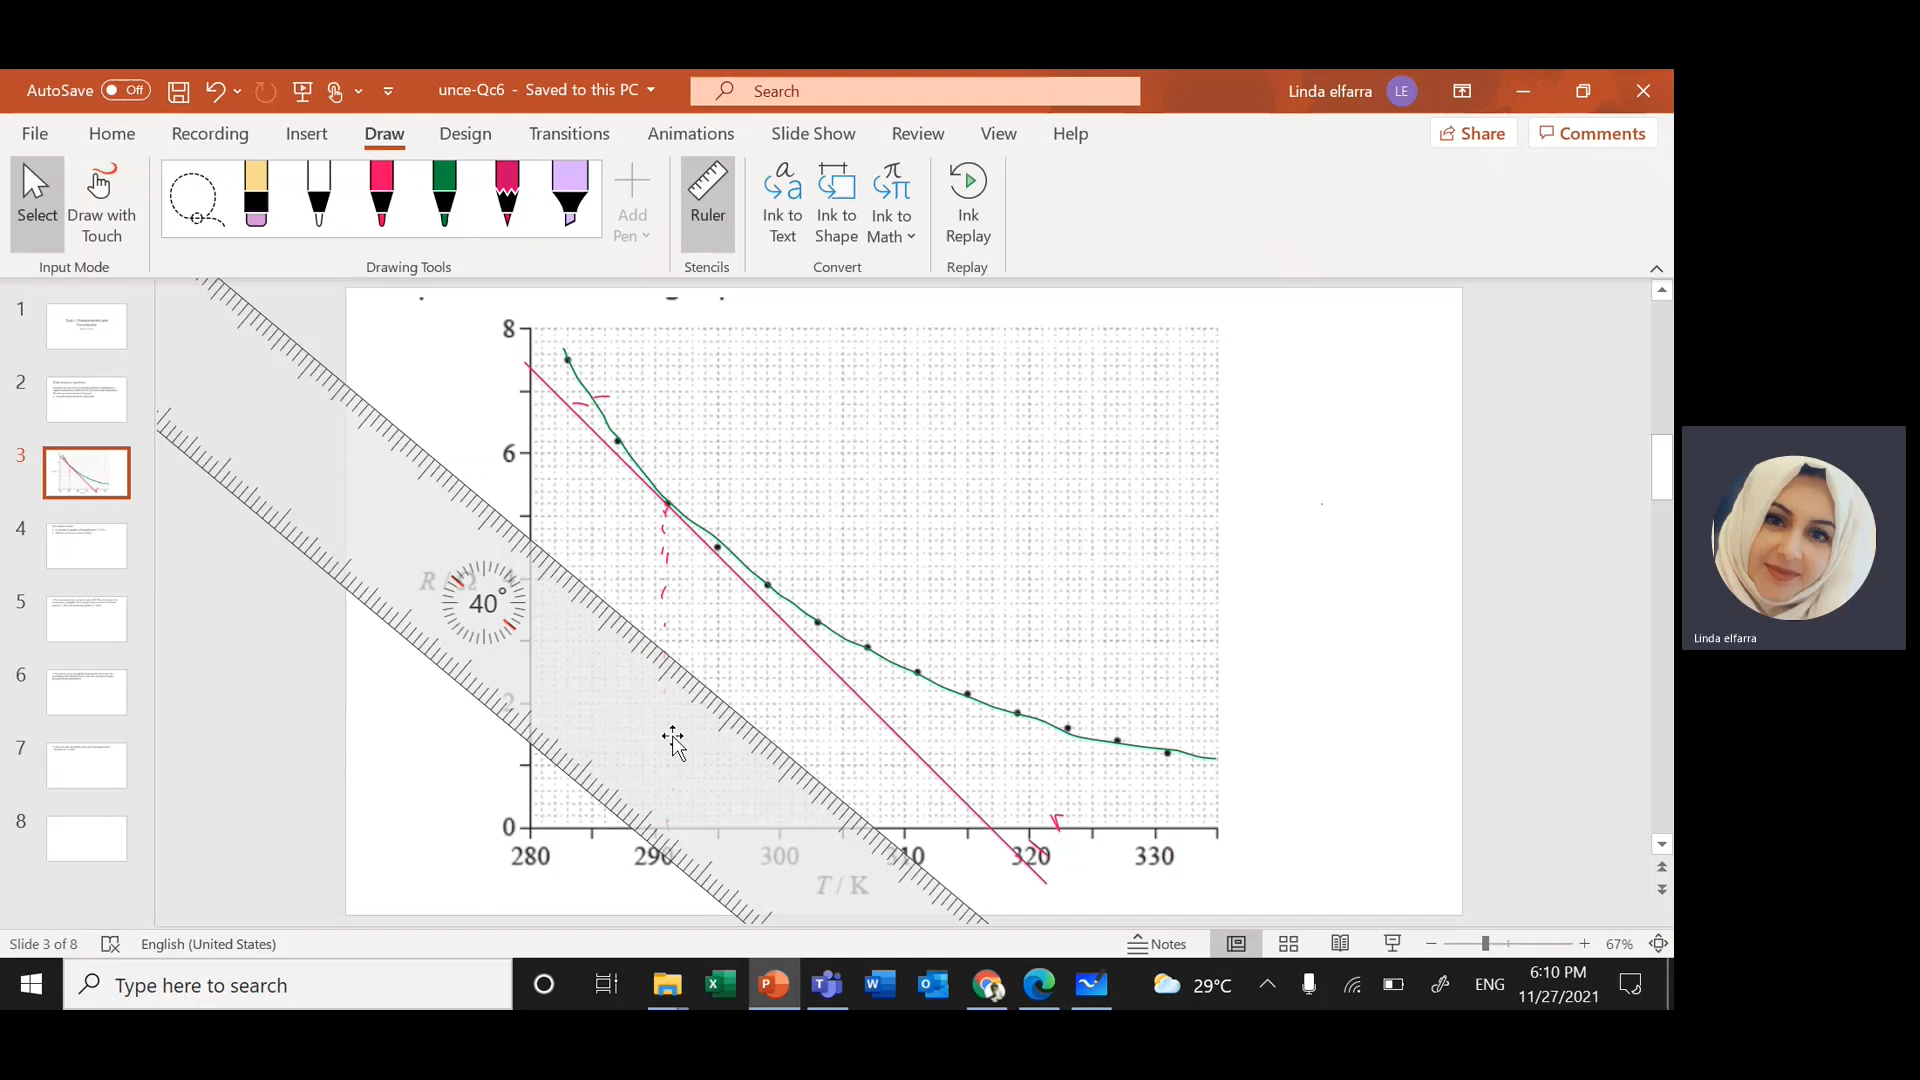 AutoSave Off unce-Qc6 - Saved to this PC Search Linda elfarra LE
File Home Recording Insert Draw Design Transitions Animations Slide Show Review View Help Share Comments
Select
Draw with
Touch
Add
Pen
Ruler
Ink to
Text
Ink to
Shape
Ink to
Math
Ink
Replay
Input Mode Drawing Tools Stencils Convert Replay
1
2
3
4
5
6
7
8
8
6
R / Ω
40°
2
0
280 290 300 310 320 330
T / K
Linda elfarra
Slide 3 of 8 English (United States) Notes 67%
Type here to search 29°C ENG 6:10 PM
11/27/2021